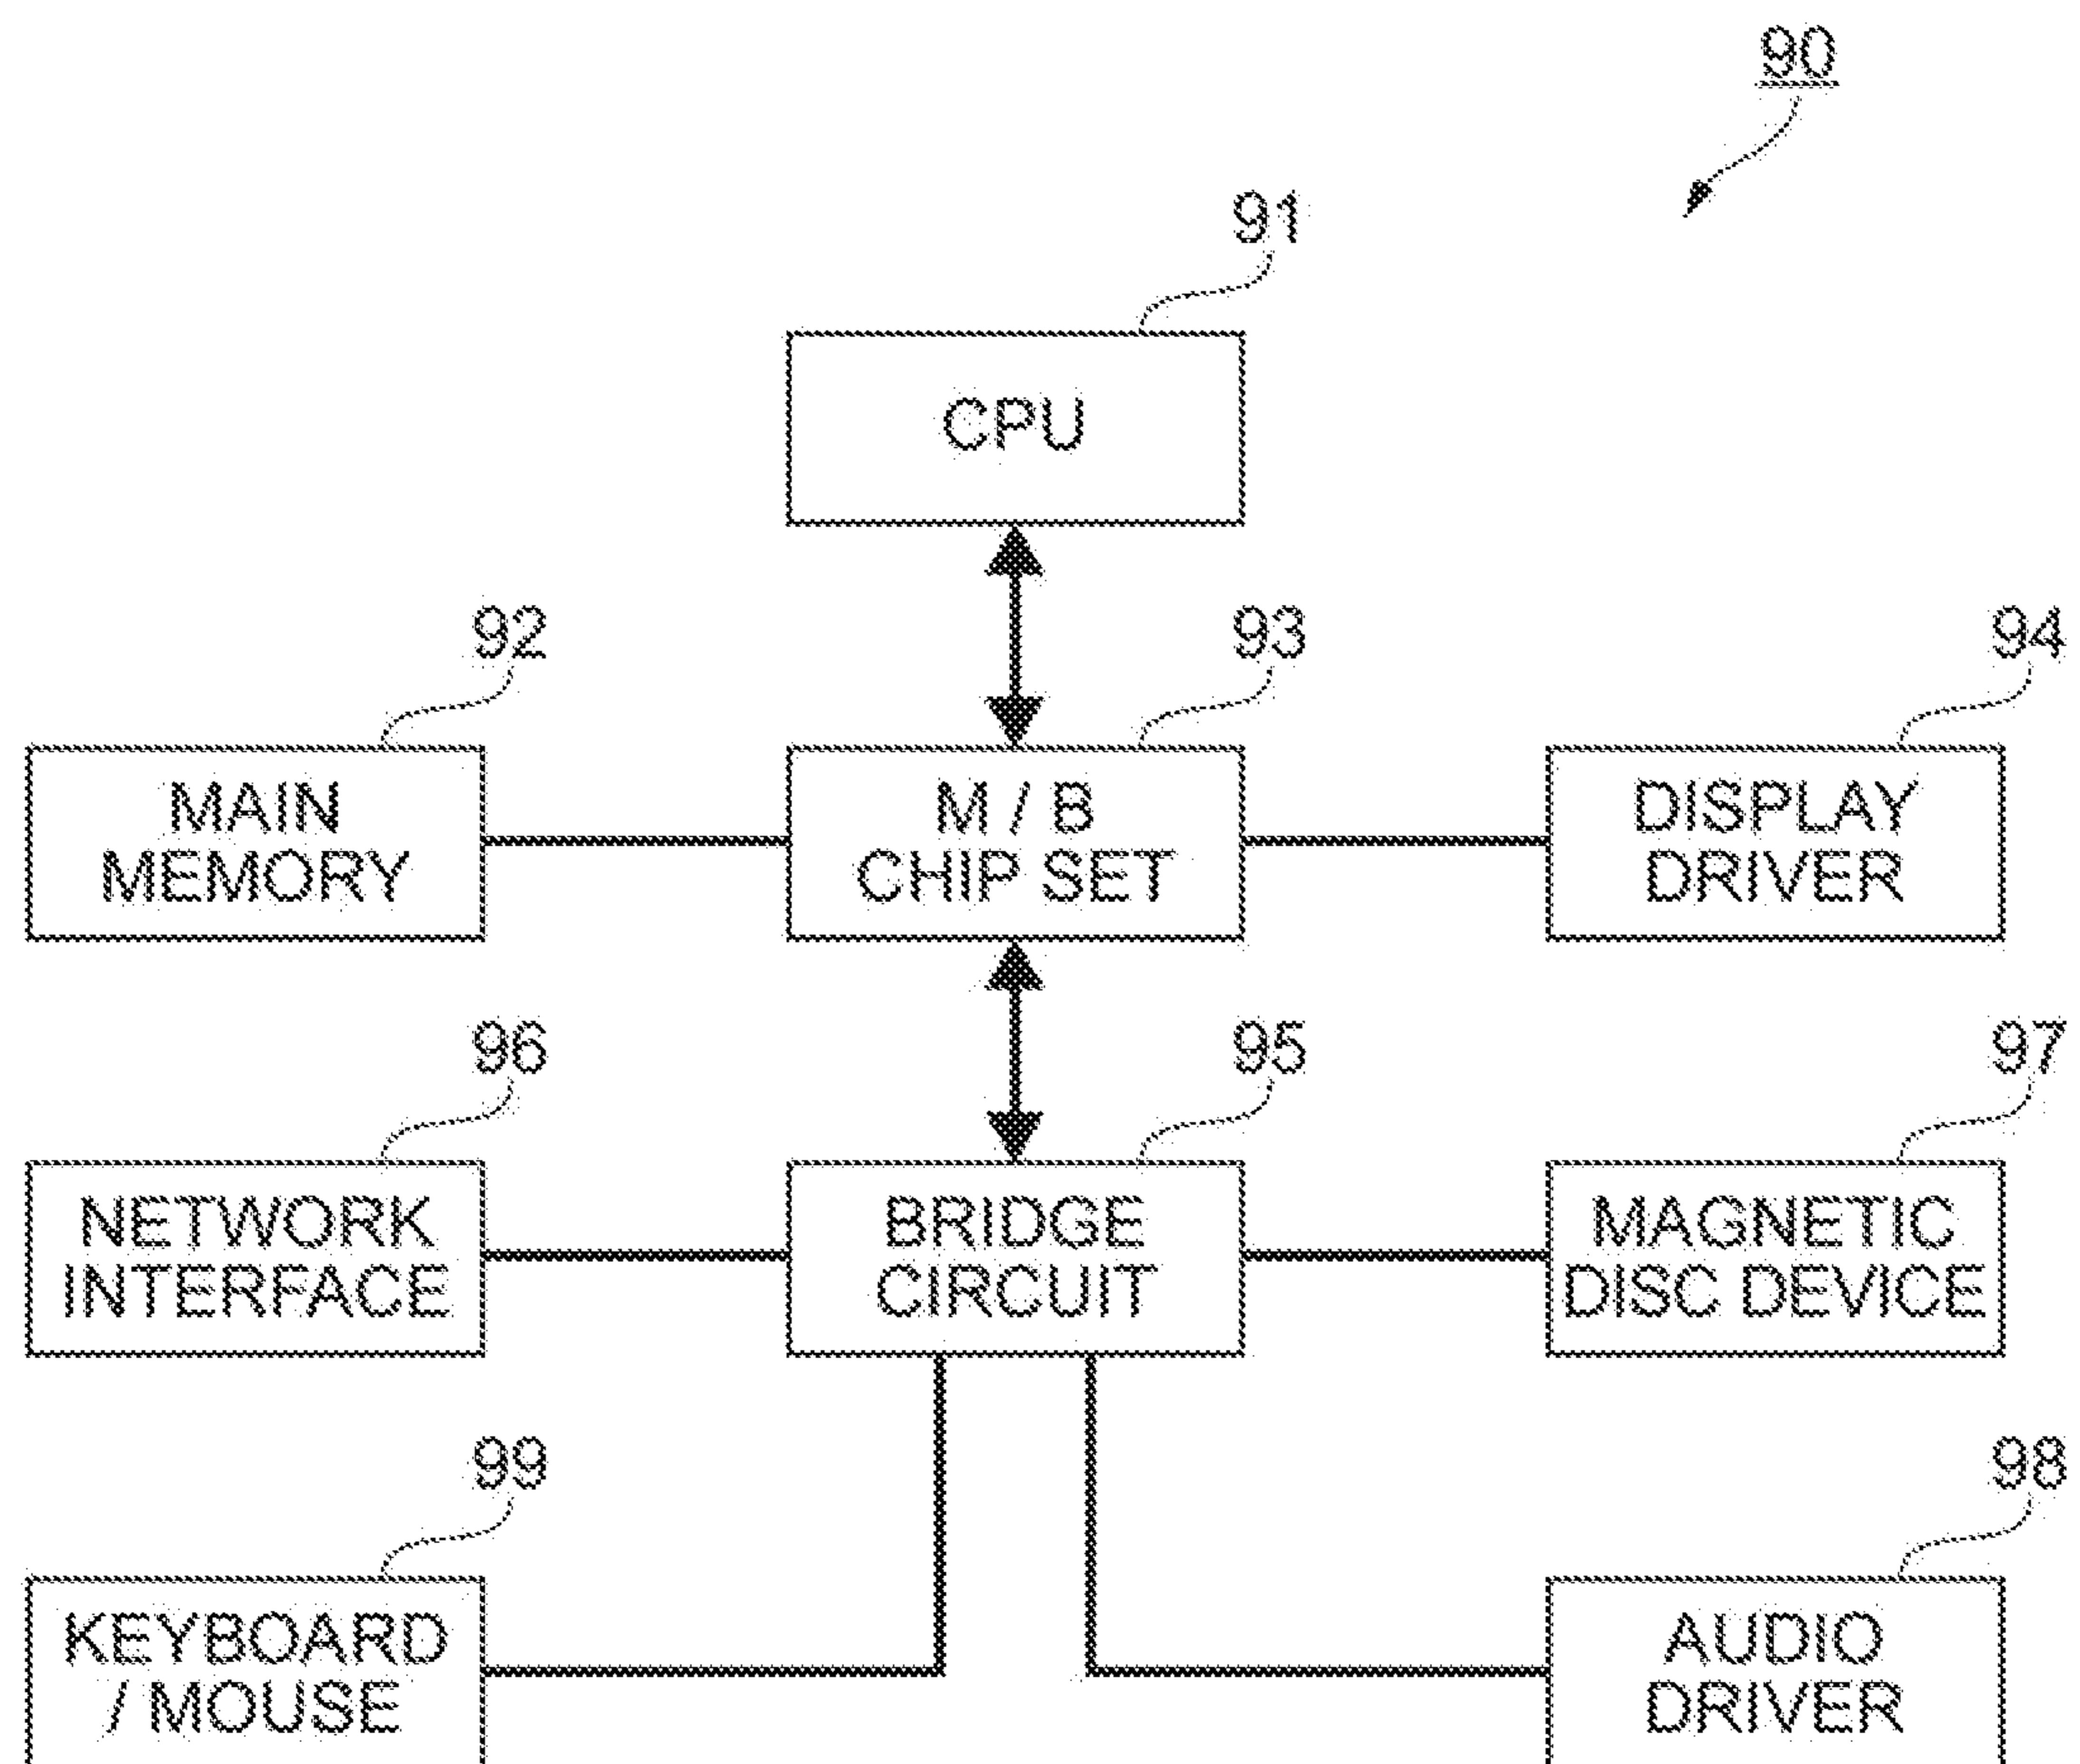 90
91
CPU
92
93
94
MAIN
MEMORY
M / B
CHIP SET
DISPLAY
DRIVER
96
95
97
NETWORK
INTERFACE
BRIDGE
CIRCUIT
MAGNETIC
DISC DEVICE
99
98
KEYBOARD
/ MOUSE
AUDIO
DRIVER